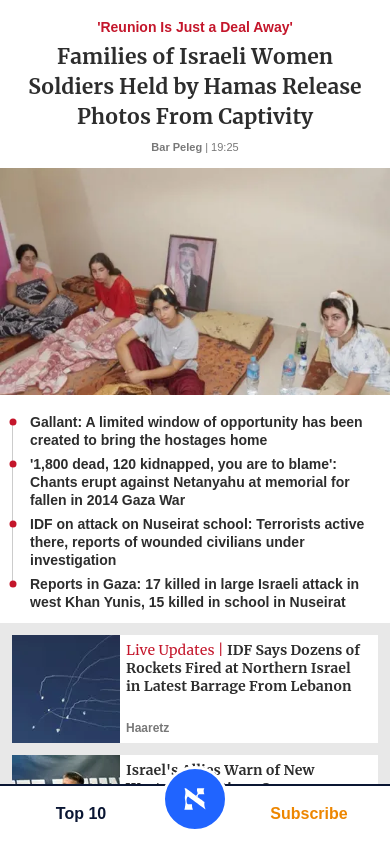 'Reunion Is Just a Deal Away'
Families of Israeli Women
Soldiers Held by Hamas Release
Photos From Captivity
Bar Peleg | 19:25
Gallant: A limited window of opportunity has been
created to bring the hostages home
'1,800 dead, 120 kidnapped, you are to blame':
Chants erupt against Netanyahu at memorial for
fallen in 2014 Gaza War
IDF on attack on Nuseirat school: Terrorists active
there, reports of wounded civilians under
investigation
Reports in Gaza: 17 killed in large Israeli attack in
west Khan Yunis, 15 killed in school in Nuseirat
Live Updates | IDF Says Dozens of
Rockets Fired at Northern Israel
in Latest Barrage From Lebanon
Haaretz
Israel's Allies Warn of New
Top 10
Subscribe